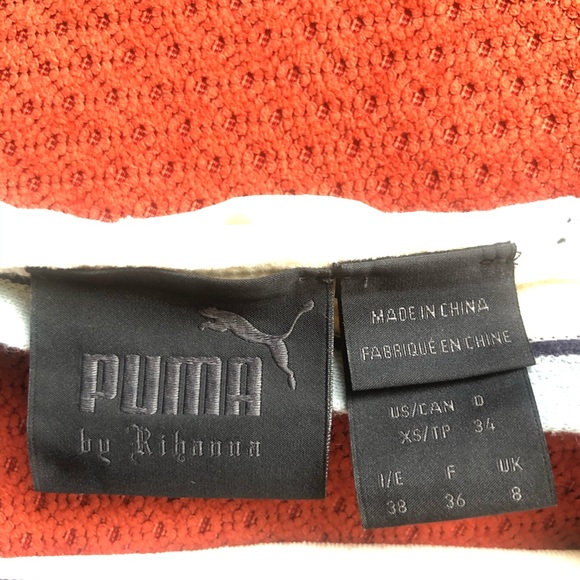 PUMA
by Rihanna
MADE IN CHINA
FABRIQUÉ EN CHINE
US/CAN D
XS/TP 34
I/E F UK
38 36 8